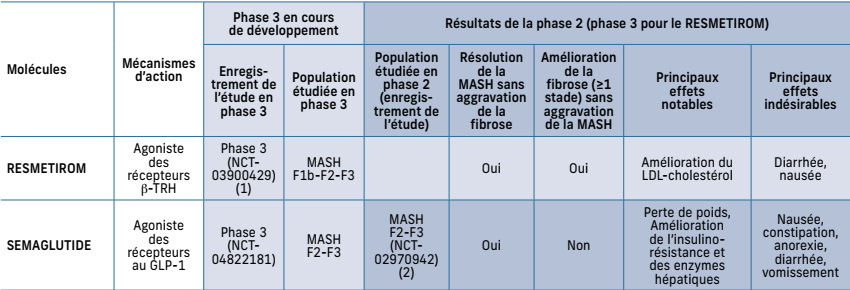 Phase 3 en cours
de développement
Résultats de la phase 2 (phase 3 pour le RESMETIROM)
Molécules
Mécanismes
d’action
Enregis-
trement de
l’étude en
phase 3
Population
étudiée en
phase 3
Population
étudiée en
phase 2
(enregis-
trement de
l’étude)
Résolution
de la
MASH sans
aggravation
de la
fibrose
Amélioration
de la
fibrose (≥1
stade) sans
aggravation
de la MASH
Principaux
effets
notables
Principaux
effets
indésirables
RESMETIROM
Agoniste
des
récepteurs
β-TRH
Phase 3
(NCT-
03900429)
(1)
MASH
F1b-F2-F3
Oui
Oui
Amélioration du
LDL-cholestérol
Diarrhée,
nausée
SEMAGLUTIDE
Agoniste
des
récepteurs
au GLP-1
Phase 3
(NCT-
04822181)
MASH
F2-F3
MASH
F2-F3
(NCT-
02970942)
(2)
Oui
Non
Perte de poids,
Amélioration
de l’insulino-
résistance et
des enzymes
hépatiques
Nausée,
constipation,
anorexie,
diarrhée,
vomissement